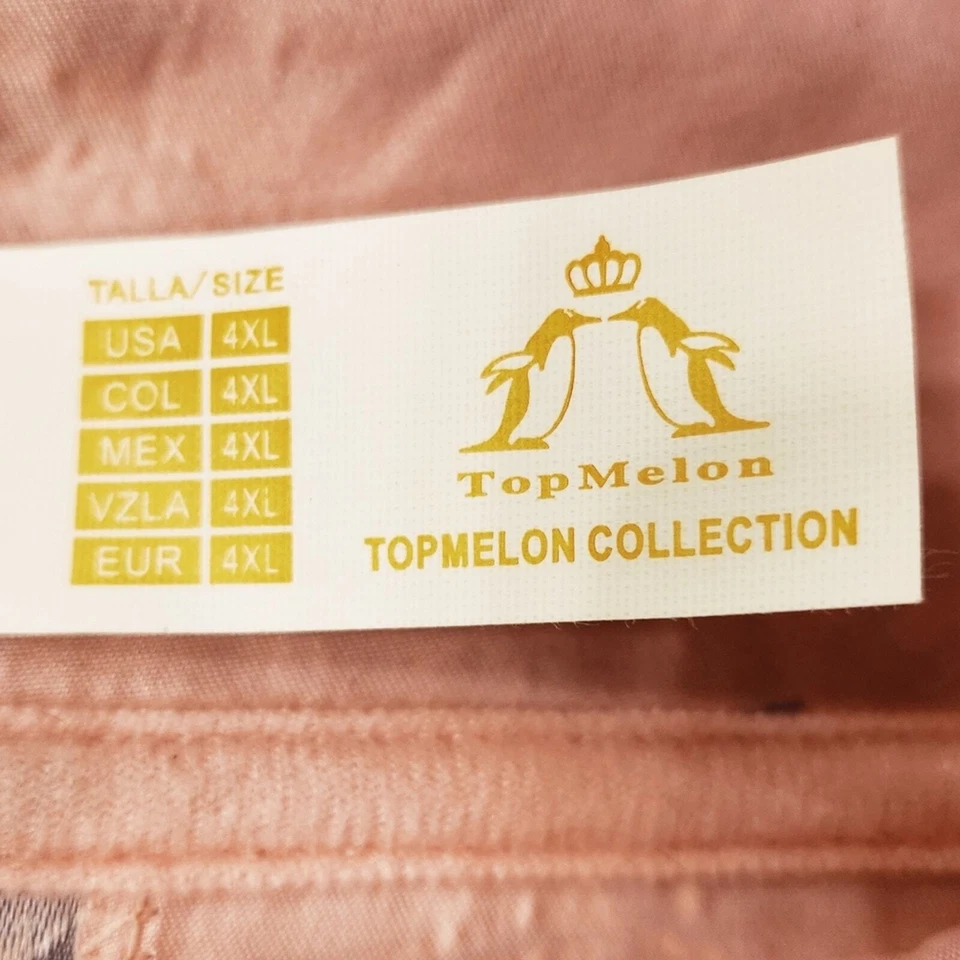 TALLA/SIZE
USA 4XL
COL 4XL
MEX 4XL
VZLA 4XL
EUR 4XL
TopMelon
TOPMELON COLLECTION